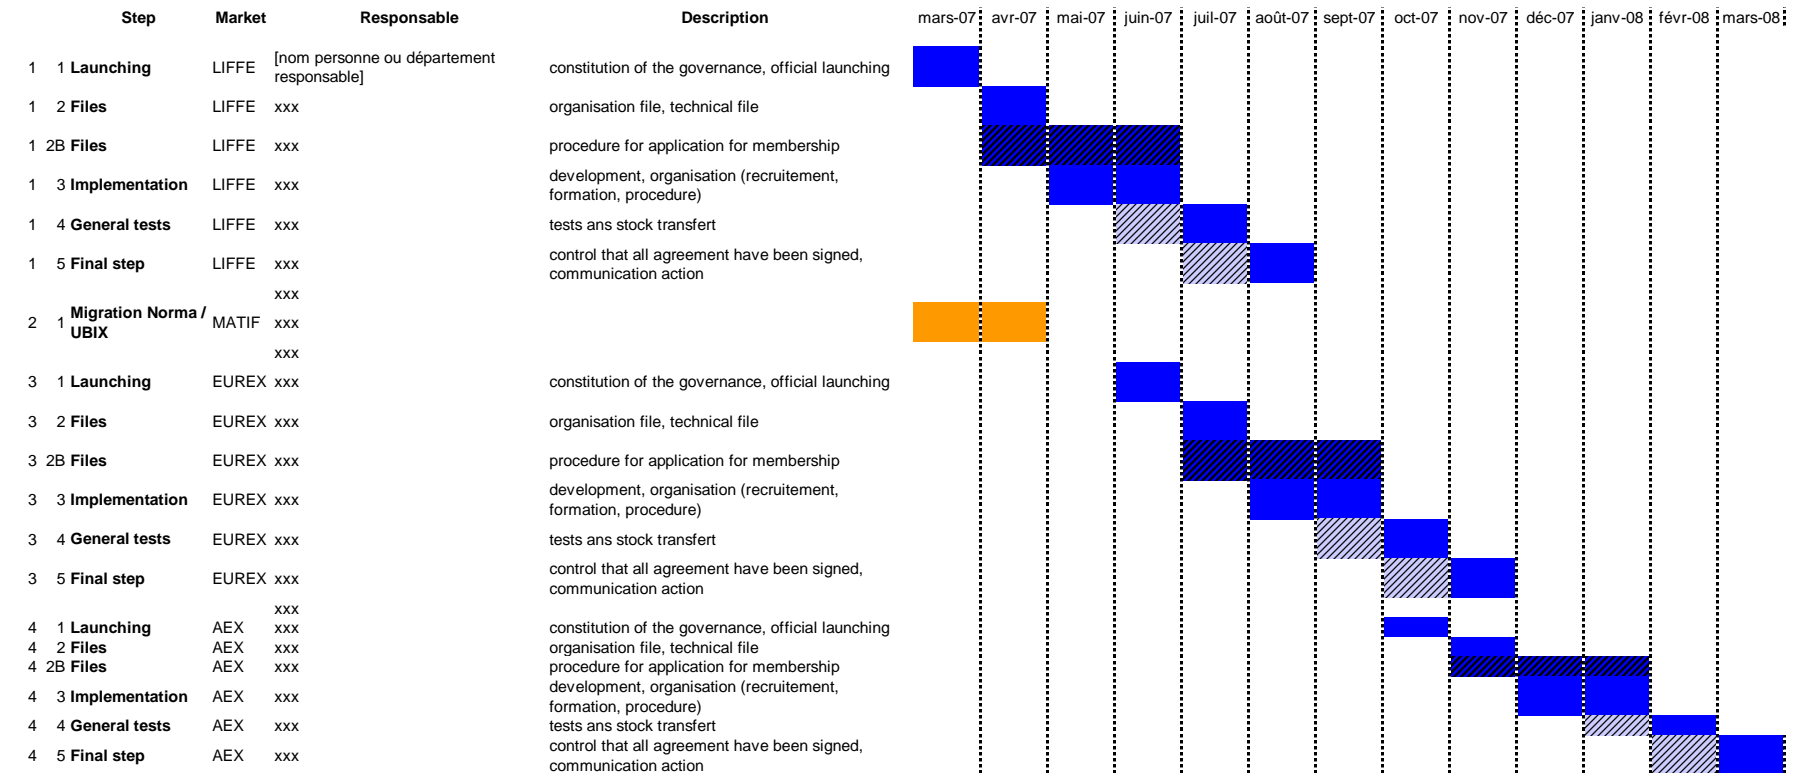 Step Market Responsable Description mars-07 avr-07 mai-07 juin-07 juil-07 août-07 sept-07 oct-07 nov-07 déc-07 janv-08 févr-08 mars-08
1 1 Launching LIFFE [nom personne ou département
responsable] constitution of the governance, official launching
1 2 Files LIFFE xxx organisation file, technical file
1 2B Files LIFFE xxx procedure for application for membership
1 3 Implementation LIFFE xxx development, organisation (recruitement,
formation, procedure)
1 4 General tests LIFFE xxx tests ans stock transfert
1 5 Final step LIFFE xxx control that all agreement have been signed,
communication action
xxx
2 1 Migration Norma /
UBIX MATIF xxx
xxx
3 1 Launching EUREX xxx constitution of the governance, official launching
3 2 Files EUREX xxx organisation file, technical file
3 2B Files EUREX xxx procedure for application for membership
3 3 Implementation EUREX xxx development, organisation (recruitement,
formation, procedure)
3 4 General tests EUREX xxx tests ans stock transfert
3 5 Final step EUREX xxx control that all agreement have been signed,
communication action
xxx
4 1 Launching AEX xxx constitution of the governance, official launching
4 2 Files AEX xxx organisation file, technical file
4 2B Files AEX xxx procedure for application for membership
4 3 Implementation AEX xxx development, organisation (recruitement,
formation, procedure)
4 4 General tests AEX xxx tests ans stock transfert
4 5 Final step AEX xxx control that all agreement have been signed,
communication action